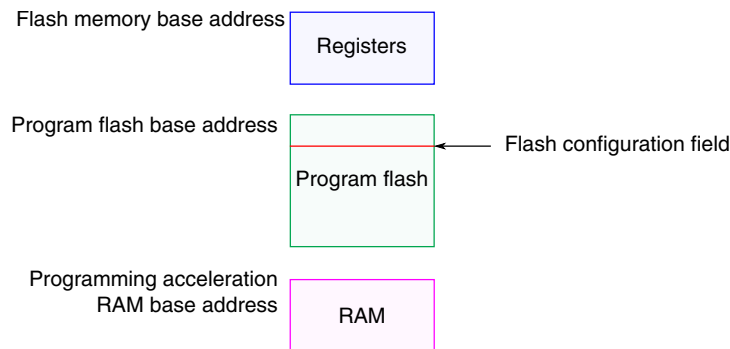 Flash memory base address
Registers
Program flash base address
Flash configuration field
Program flash
Programming acceleration
RAM base address
RAM